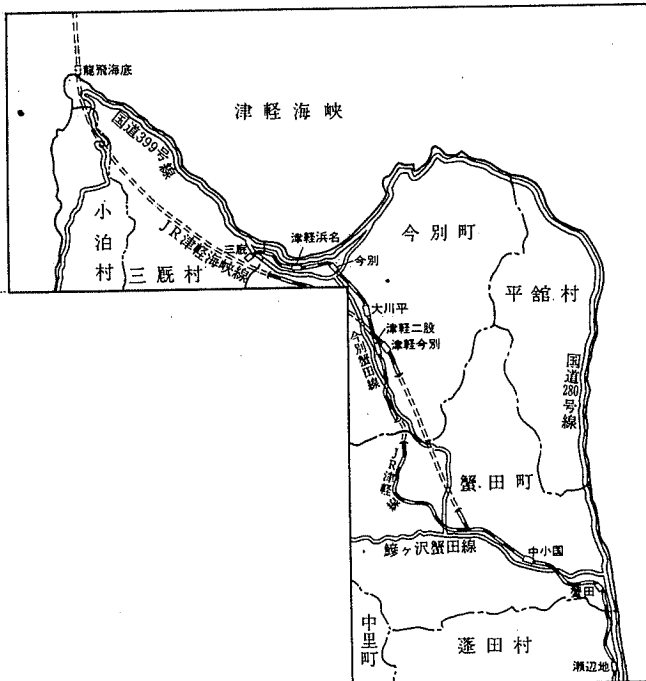 龍飛海底
津軽海峡
国道399号線
小泊村
三厩村
JR津軽海峡線
三厩
津軽浜名
今別
今別町
平舘村
大川平
津軽二股
津軽今別
今別蟹田線
国道280号線
JR津軽線
蟹田町
鰺ヶ沢蟹田線
中小国
蟹田
中里町
蓬田村
瀬辺地